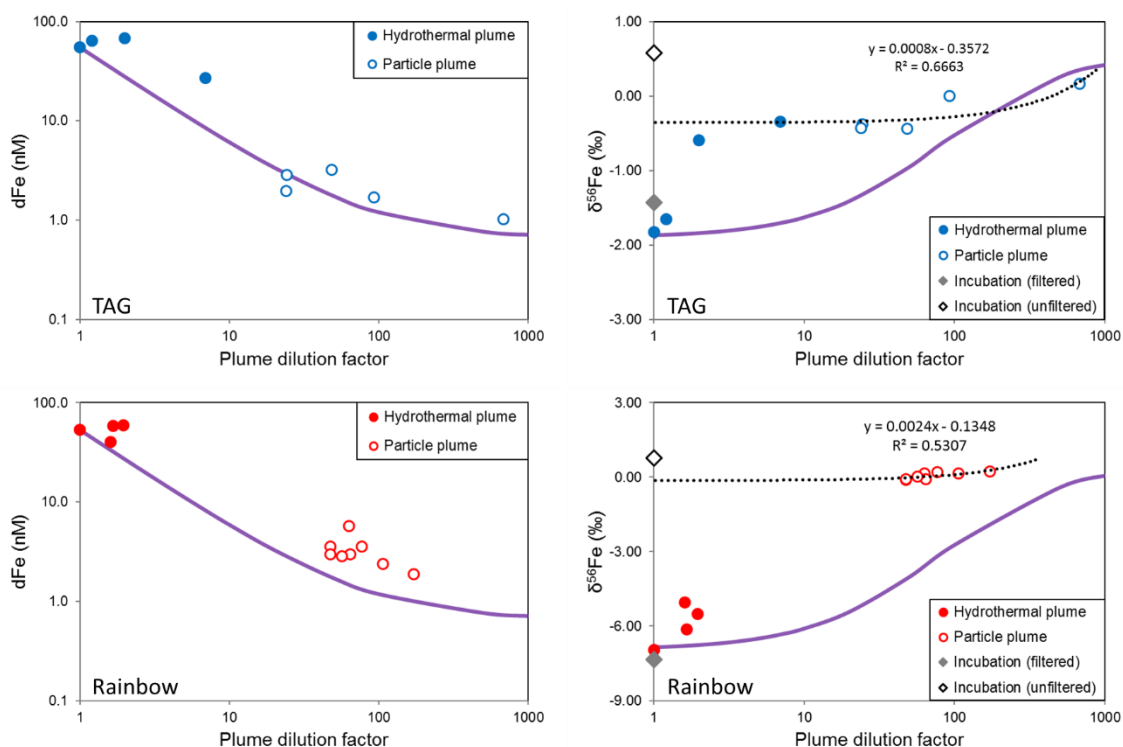 100.0
10.0
1.0
0.1
dFe (nM)
Hydrothermal plume
Particle plume
TAG
1
10
100
1000
Plume dilution factor
1.00
0.00
-1.00
-2.00
-3.00
δ⁵⁶Fe (‰)
y = 0.0008x - 0.3572
R² = 0.6663
Hydrothermal plume
Particle plume
Incubation (filtered)
Incubation (unfiltered)
TAG
1
10
100
1000
Plume dilution factor
100.0
10.0
1.0
0.1
dFe (nM)
Hydrothermal plume
Particle plume
Rainbow
1
10
100
1000
Plume dilution factor
3.00
0.00
-3.00
-6.00
-9.00
δ⁵⁶Fe (‰)
y = 0.0024x - 0.1348
R² = 0.5307
Hydrothermal plume
Particle plume
Incubation (filtered)
Incubation (unfiltered)
Rainbow
1
10
100
1000
Plume dilution factor